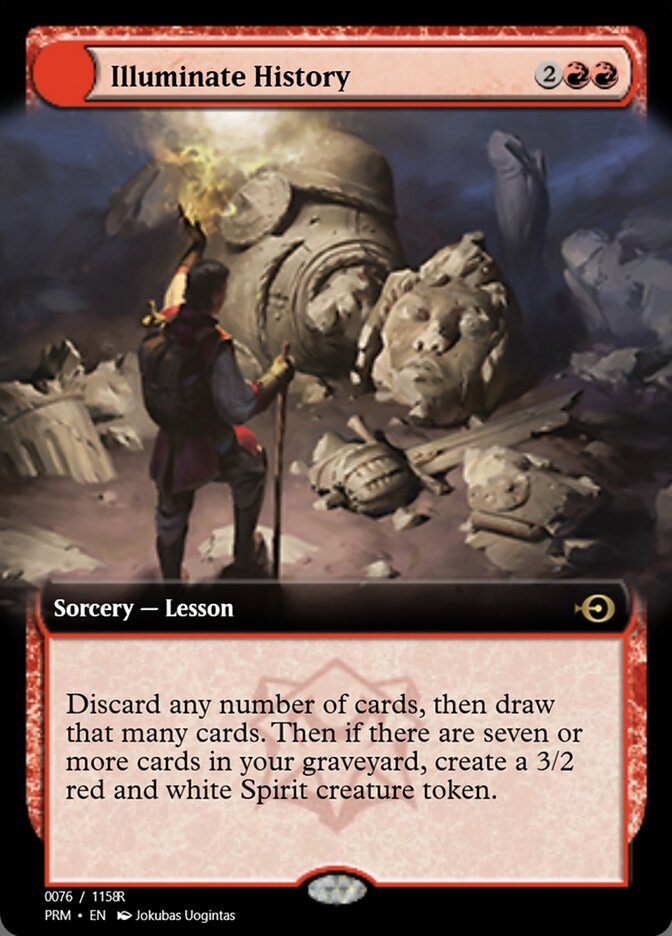 Illuminate History 2
Sorcery — Lesson
Discard any number of cards, then draw
that many cards. Then if there are seven or
more cards in your graveyard, create a 3/2
red and white Spirit creature token.
0076 / 1158R
PRM • EN Jokubas Uogintas